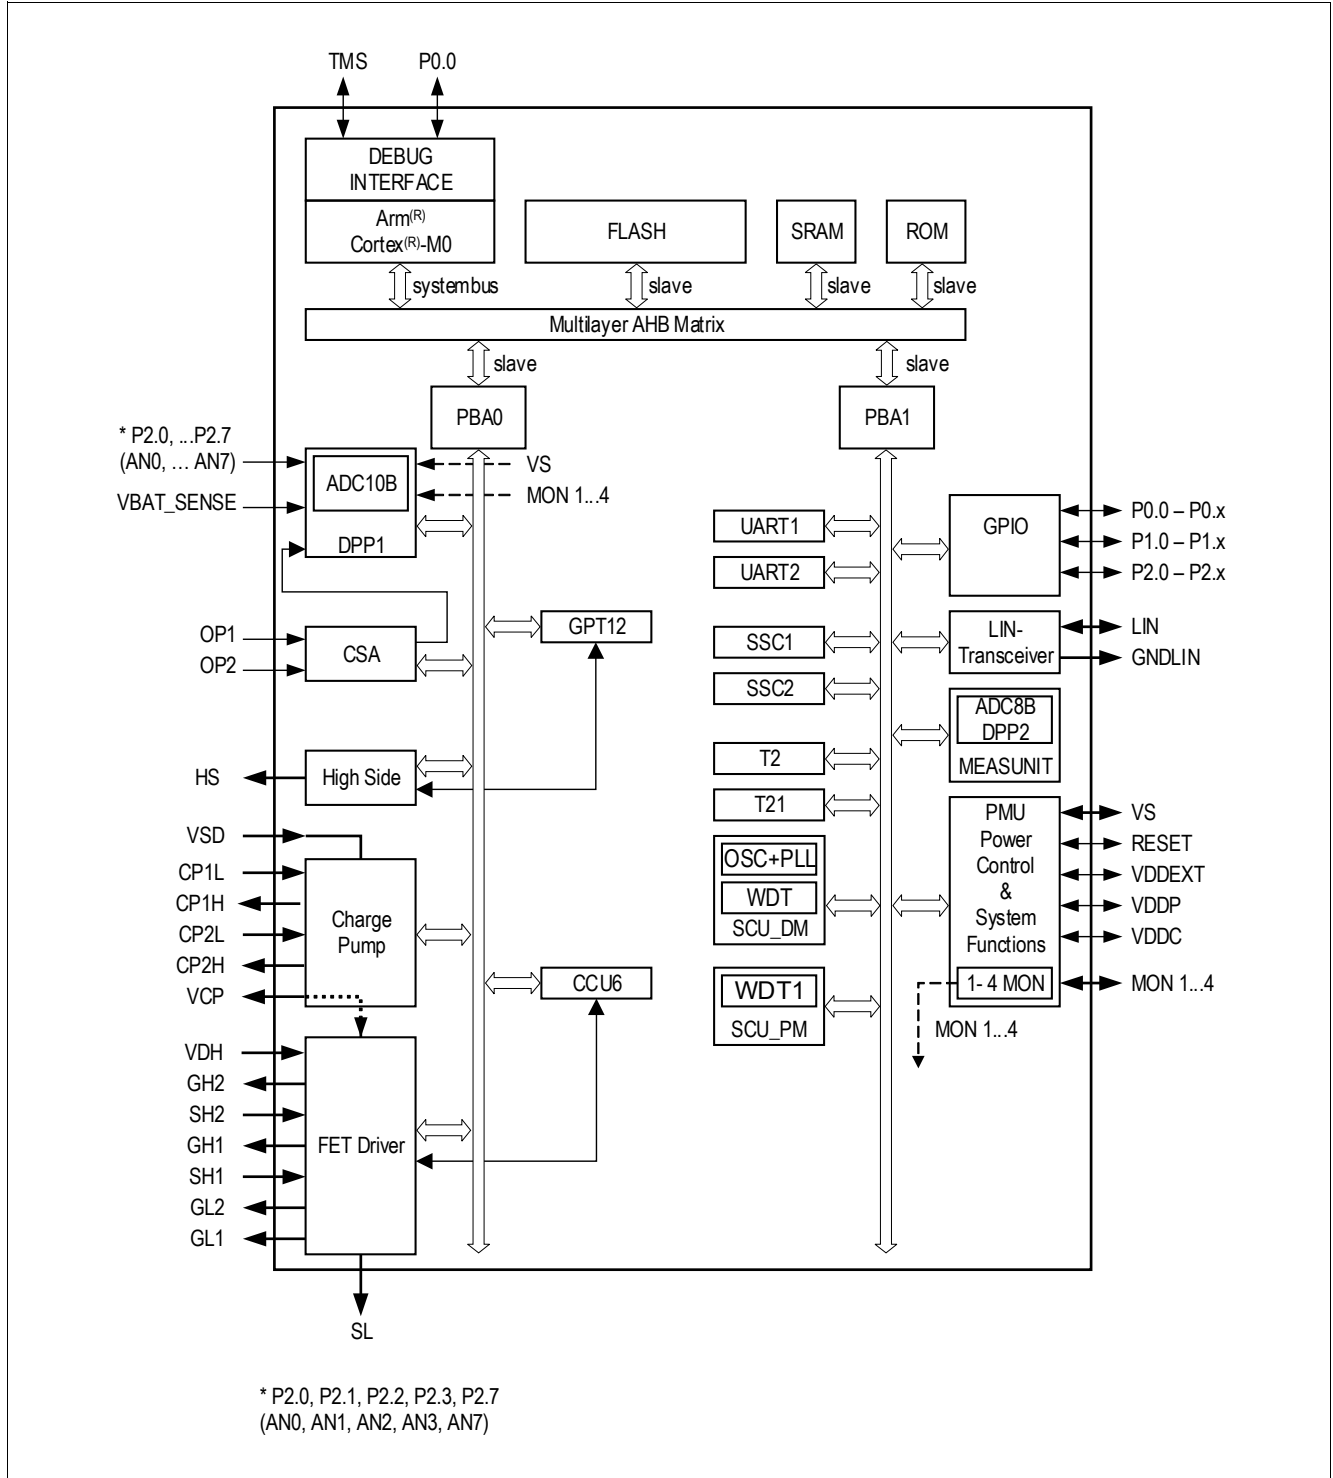 TMS
P0.0
DEBUG
INTERFACE
Arm(R)
Cortex(R)-M0
FLASH
SRAM
ROM
systembus
slave
slave
slave
Multilayer AHB Matrix
slave
slave
PBA0
PBA1
* P2.0, ...P2.7
(AN0, … AN7)
VBAT_SENSE
ADC10B
DPP1
VS
MON 1...4
UART1
UART2
GPIO
P0.0 – P0.x
P1.0 – P1.x
P2.0 – P2.x
OP1
OP2
CSA
GPT12
SSC1
SSC2
LIN-
Transceiver
LIN
GNDLIN
ADC8B
DPP2
MEASUNIT
HS
High Side
T2
T21
VSD
CP1L
CP1H
CP2L
CP2H
VCP
Charge
Pump
OSC+PLL
WDT
SCU_DM
PMU
Power
Control
&
System
Functions
1- 4 MON
VS
RESET
VDDEXT
VDDP
VDDC
MON 1...4
MON 1...4
CCU6
WDT1
SCU_PM
VDH
GH2
SH2
GH1
SH1
GL2
GL1
FET Driver
SL
* P2.0, P2.1, P2.2, P2.3, P2.7
(AN0, AN1, AN2, AN3, AN7)